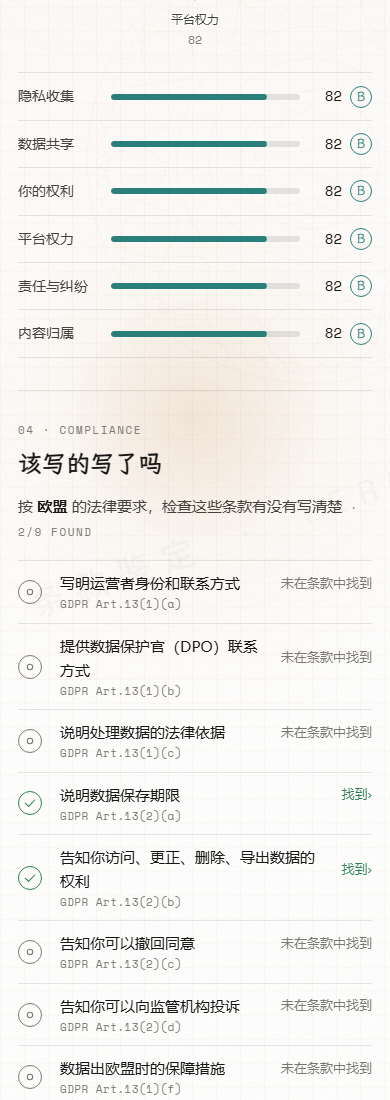 平台权力
82
隐私收集 82 B
数据共享 82 B
你的权利 82 B
平台权力 82 B
责任与纠纷 82 B
内容归属 82 B
04 · COMPLIANCE
该写的写了吗
按 欧盟 的法律要求，检查这些条款有没有写清楚 ·
2/9 FOUND
写明运营者身份和联系方式 未在条款中找到
GDPR Art.13(1)(a)
提供数据保护官（DPO）联系
方式 未在条款中找到
GDPR Art.13(1)(b)
说明处理数据的法律依据 未在条款中找到
GDPR Art.13(1)(c)
说明数据保存期限 找到›
GDPR Art.13(2)(a)
告知你访问、更正、删除、导出数据的
权利 找到›
GDPR Art.13(2)(b)
告知你可以撤回同意 未在条款中找到
GDPR Art.13(2)(c)
告知你可以向监管机构投诉 未在条款中找到
GDPR Art.13(2)(d)
数据出欧盟时的保障措施 未在条款中找到
GDPR Art.13(1)(f)